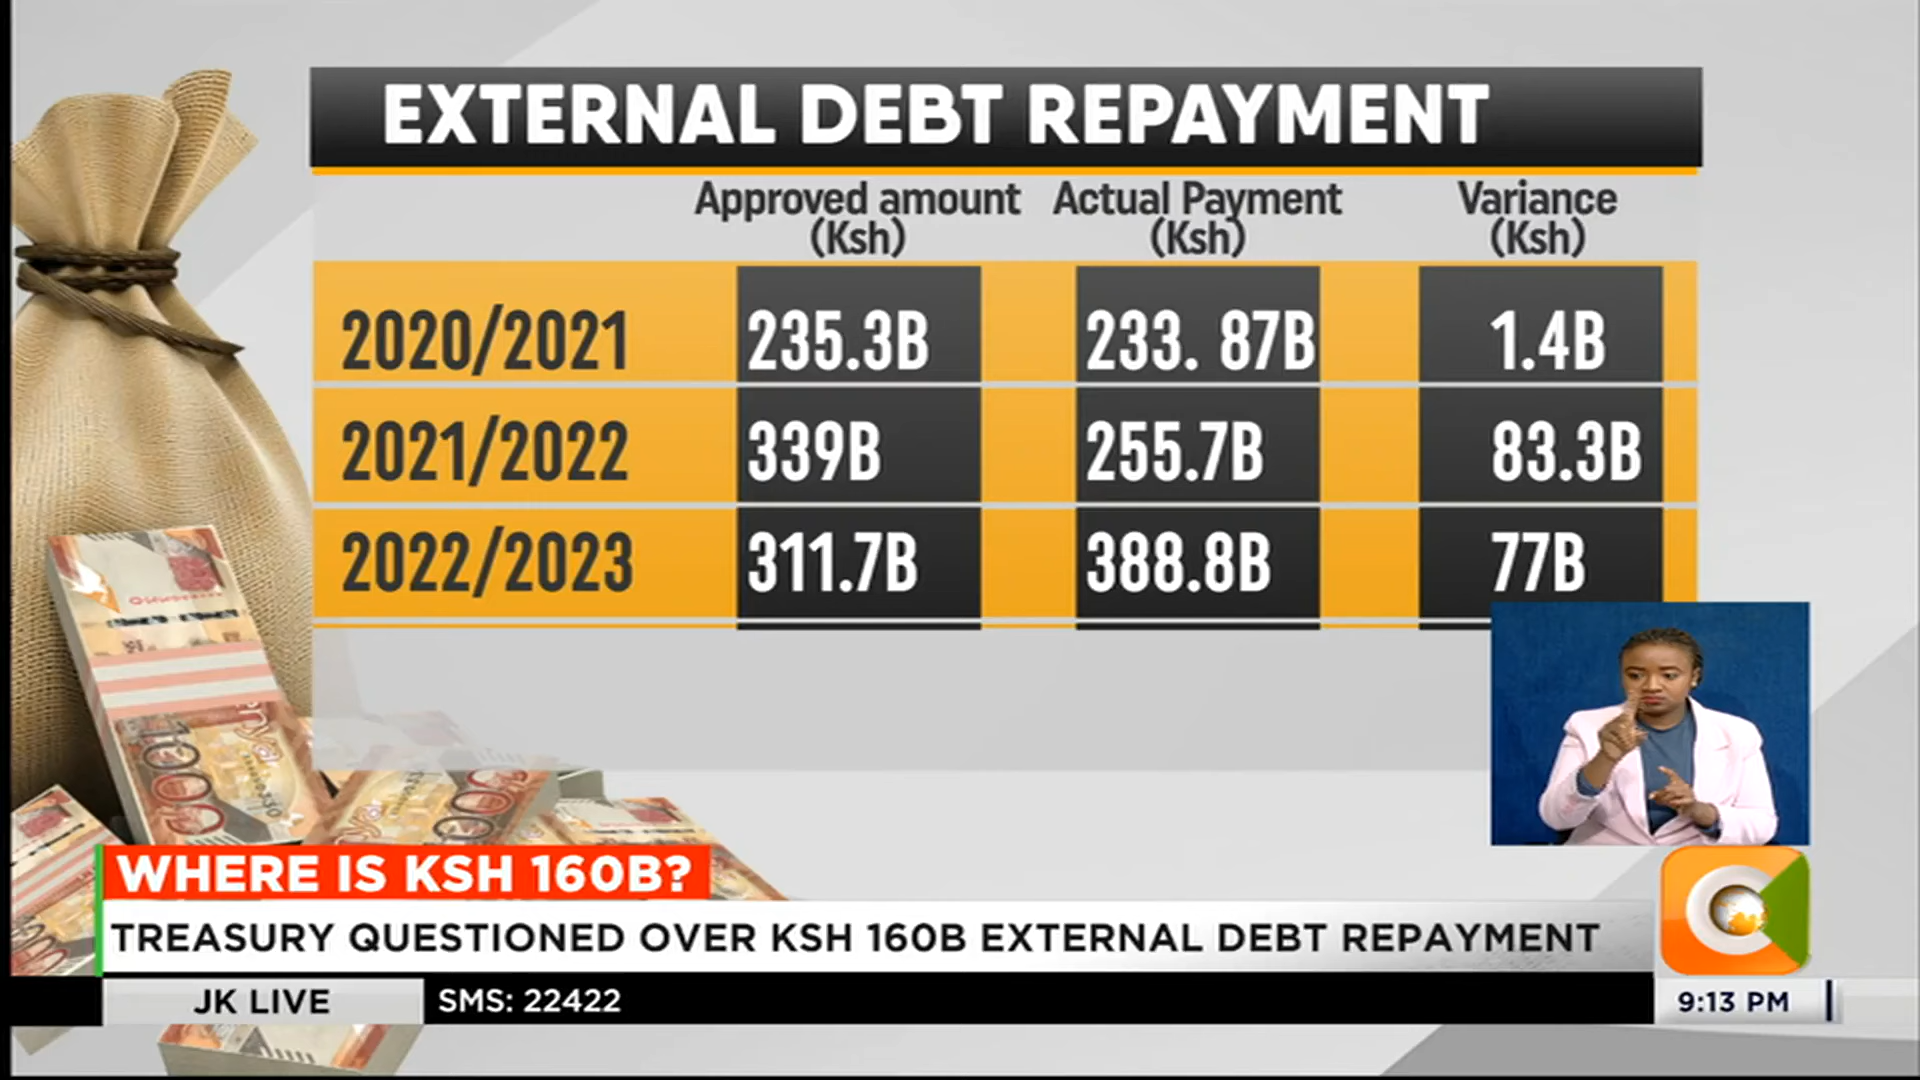 EXTERNAL DEBT REPAYMENT
Approved amount (Ksh) Actual Payment (Ksh) Variance (Ksh)
2020/2021 235.3B 233. 87B 1.4B
2021/2022 339B 255.7B 83.3B
2022/2023 311.7B 388.8B 77B
1000
WHERE IS KSH 160B?
TREASURY QUESTIONED OVER KSH 160B EXTERNAL DEBT REPAYMENT
JK LIVE SMS: 22422 9:13 PM